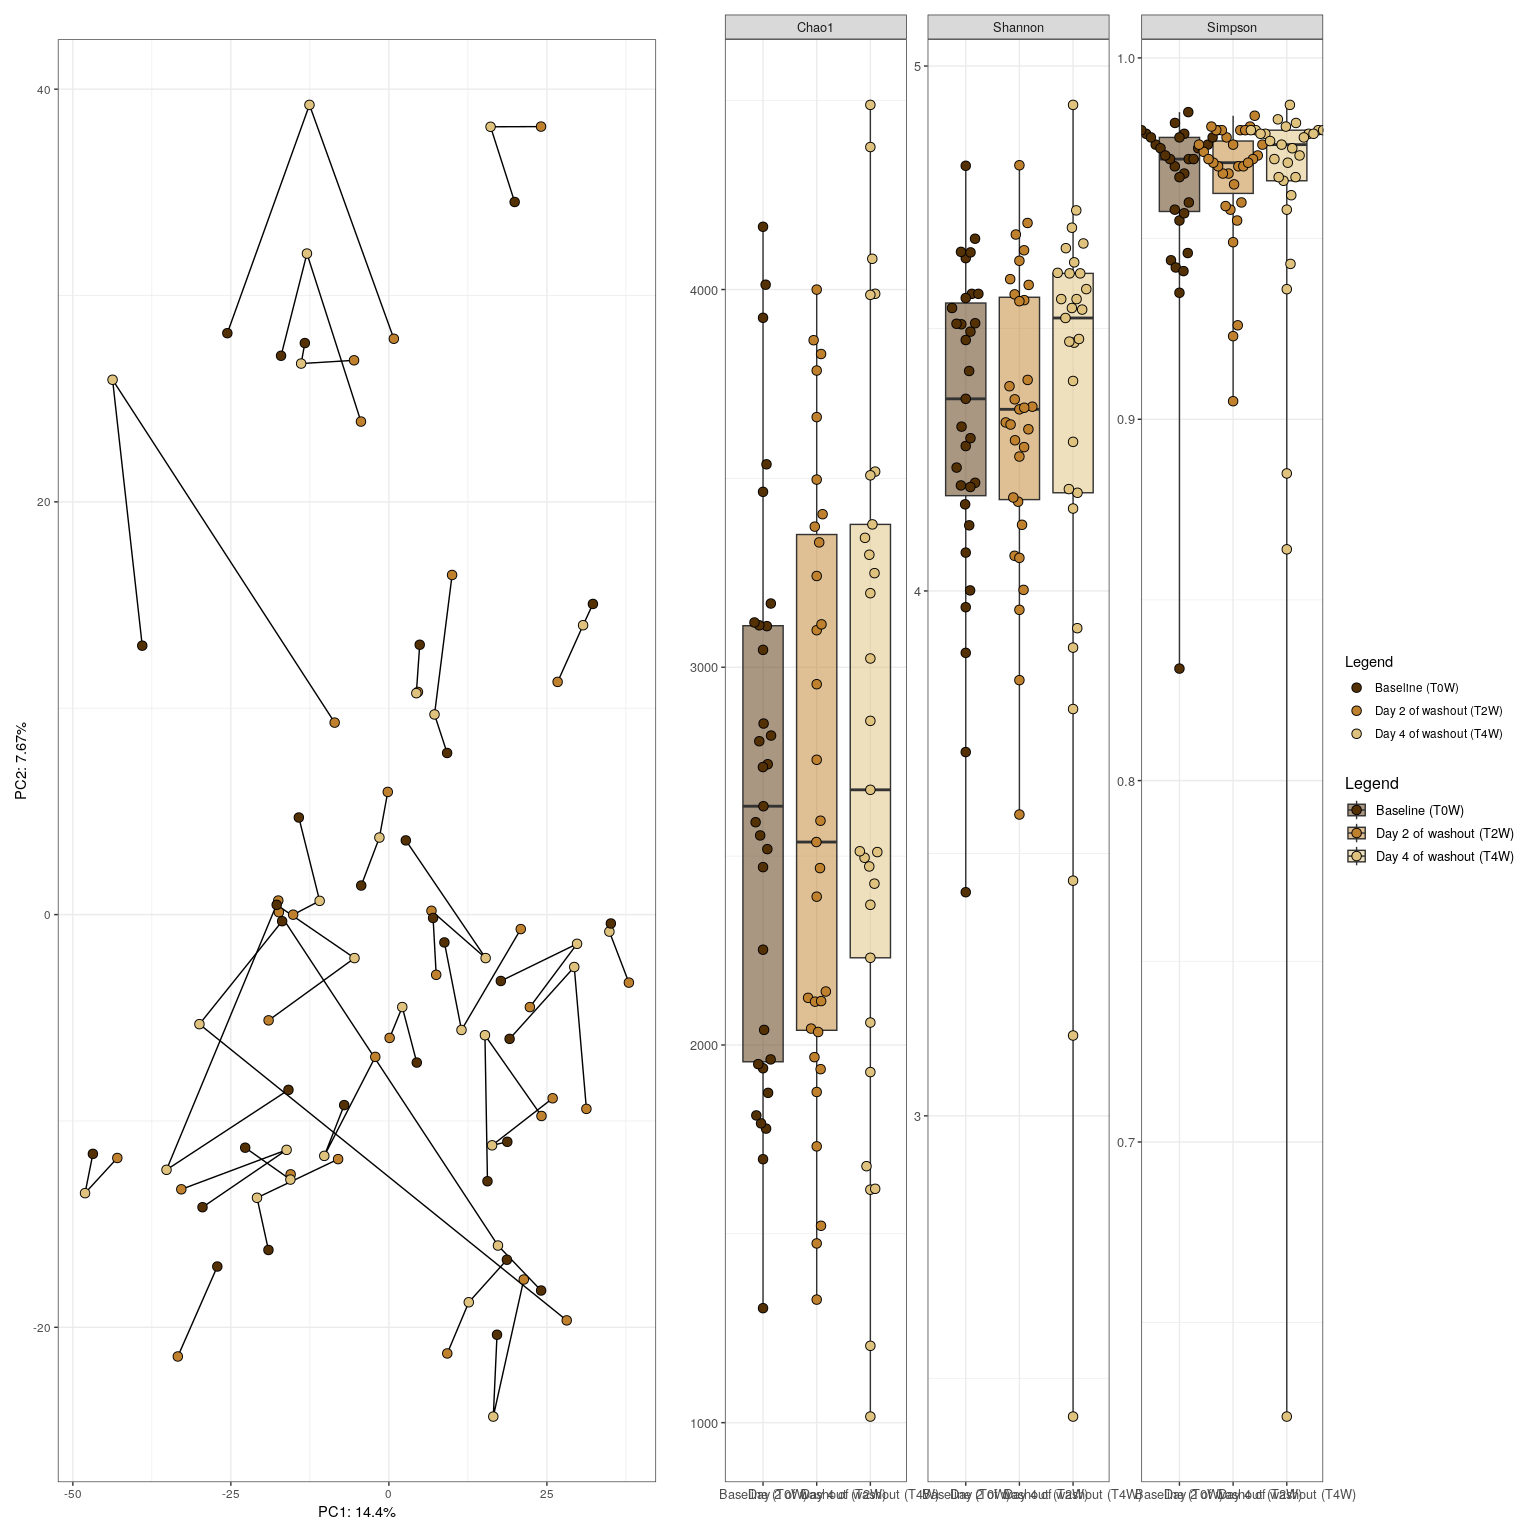 Chao1
Shannon
Simpson
40
20
0
-20
PC2: 7.67%
-50
-25
0
25
PC1: 14.4%
4000
3000
2000
1000
5
4
3
1.0
0.9
0.8
0.7
Legend
Baseline (T0W)
Day 2 of washout (T2W)
Day 4 of washout (T4W)
Legend
Baseline (T0W)
Day 2 of washout (T2W)
Day 4 of washout (T4W)